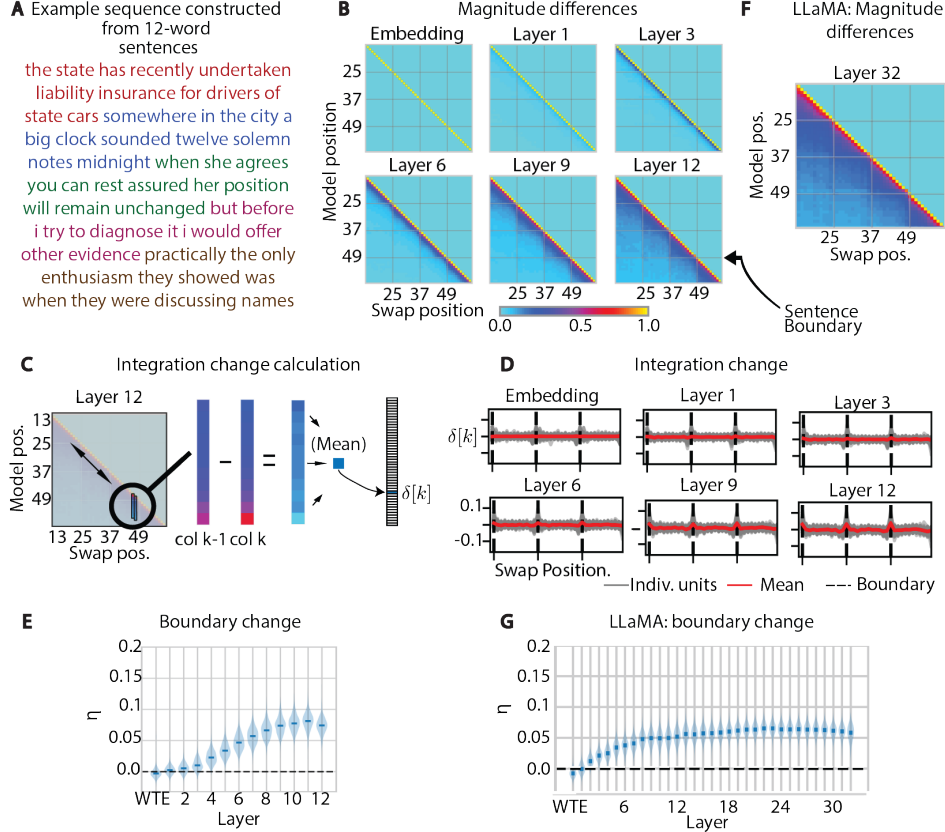 A Example sequence constructed
from 12-word
sentences
the state has recently undertaken
liability insurance for drivers of
state cars somewhere in the city a
big clock sounded twelve solemn
notes midnight when she agrees
you can rest assured her position
will remain unchanged but before
i try to diagnose it i would offer
other evidence practically the only
enthusiasm they showed was
when they were discussing names
B Magnitude differences
Embedding Layer 1 Layer 3
25
37
49
Model position
Layer 6 Layer 9 Layer 12
25
37
49
25 37 49 25 37 49 25 37 49
Swap position
0.0 0.5 1.0
Sentence
Boundary
F LLaMA: Magnitude
differences
Layer 32
Model pos.
25
37
49
25 37 49
Swap pos.
C Integration change calculation
Layer 12
Model pos.
13
25
37
49
13 25 37 49
Swap pos.
col k-1 col k
(Mean)
δ[k]
D Integration change
Embedding Layer 1 Layer 3
δ[k]
Layer 6 Layer 9 Layer 12
0.1
-0.1
Swap Position.
Indiv. units Mean Boundary
E Boundary change
0.2
0.15
0.1
0.05
0.0
η
WTE 2 4 6 8 10 12
Layer
G LLaMA: boundary change
0.2
0.15
0.1
0.05
0.0
η
WTE 6 12 18 24 30
Layer